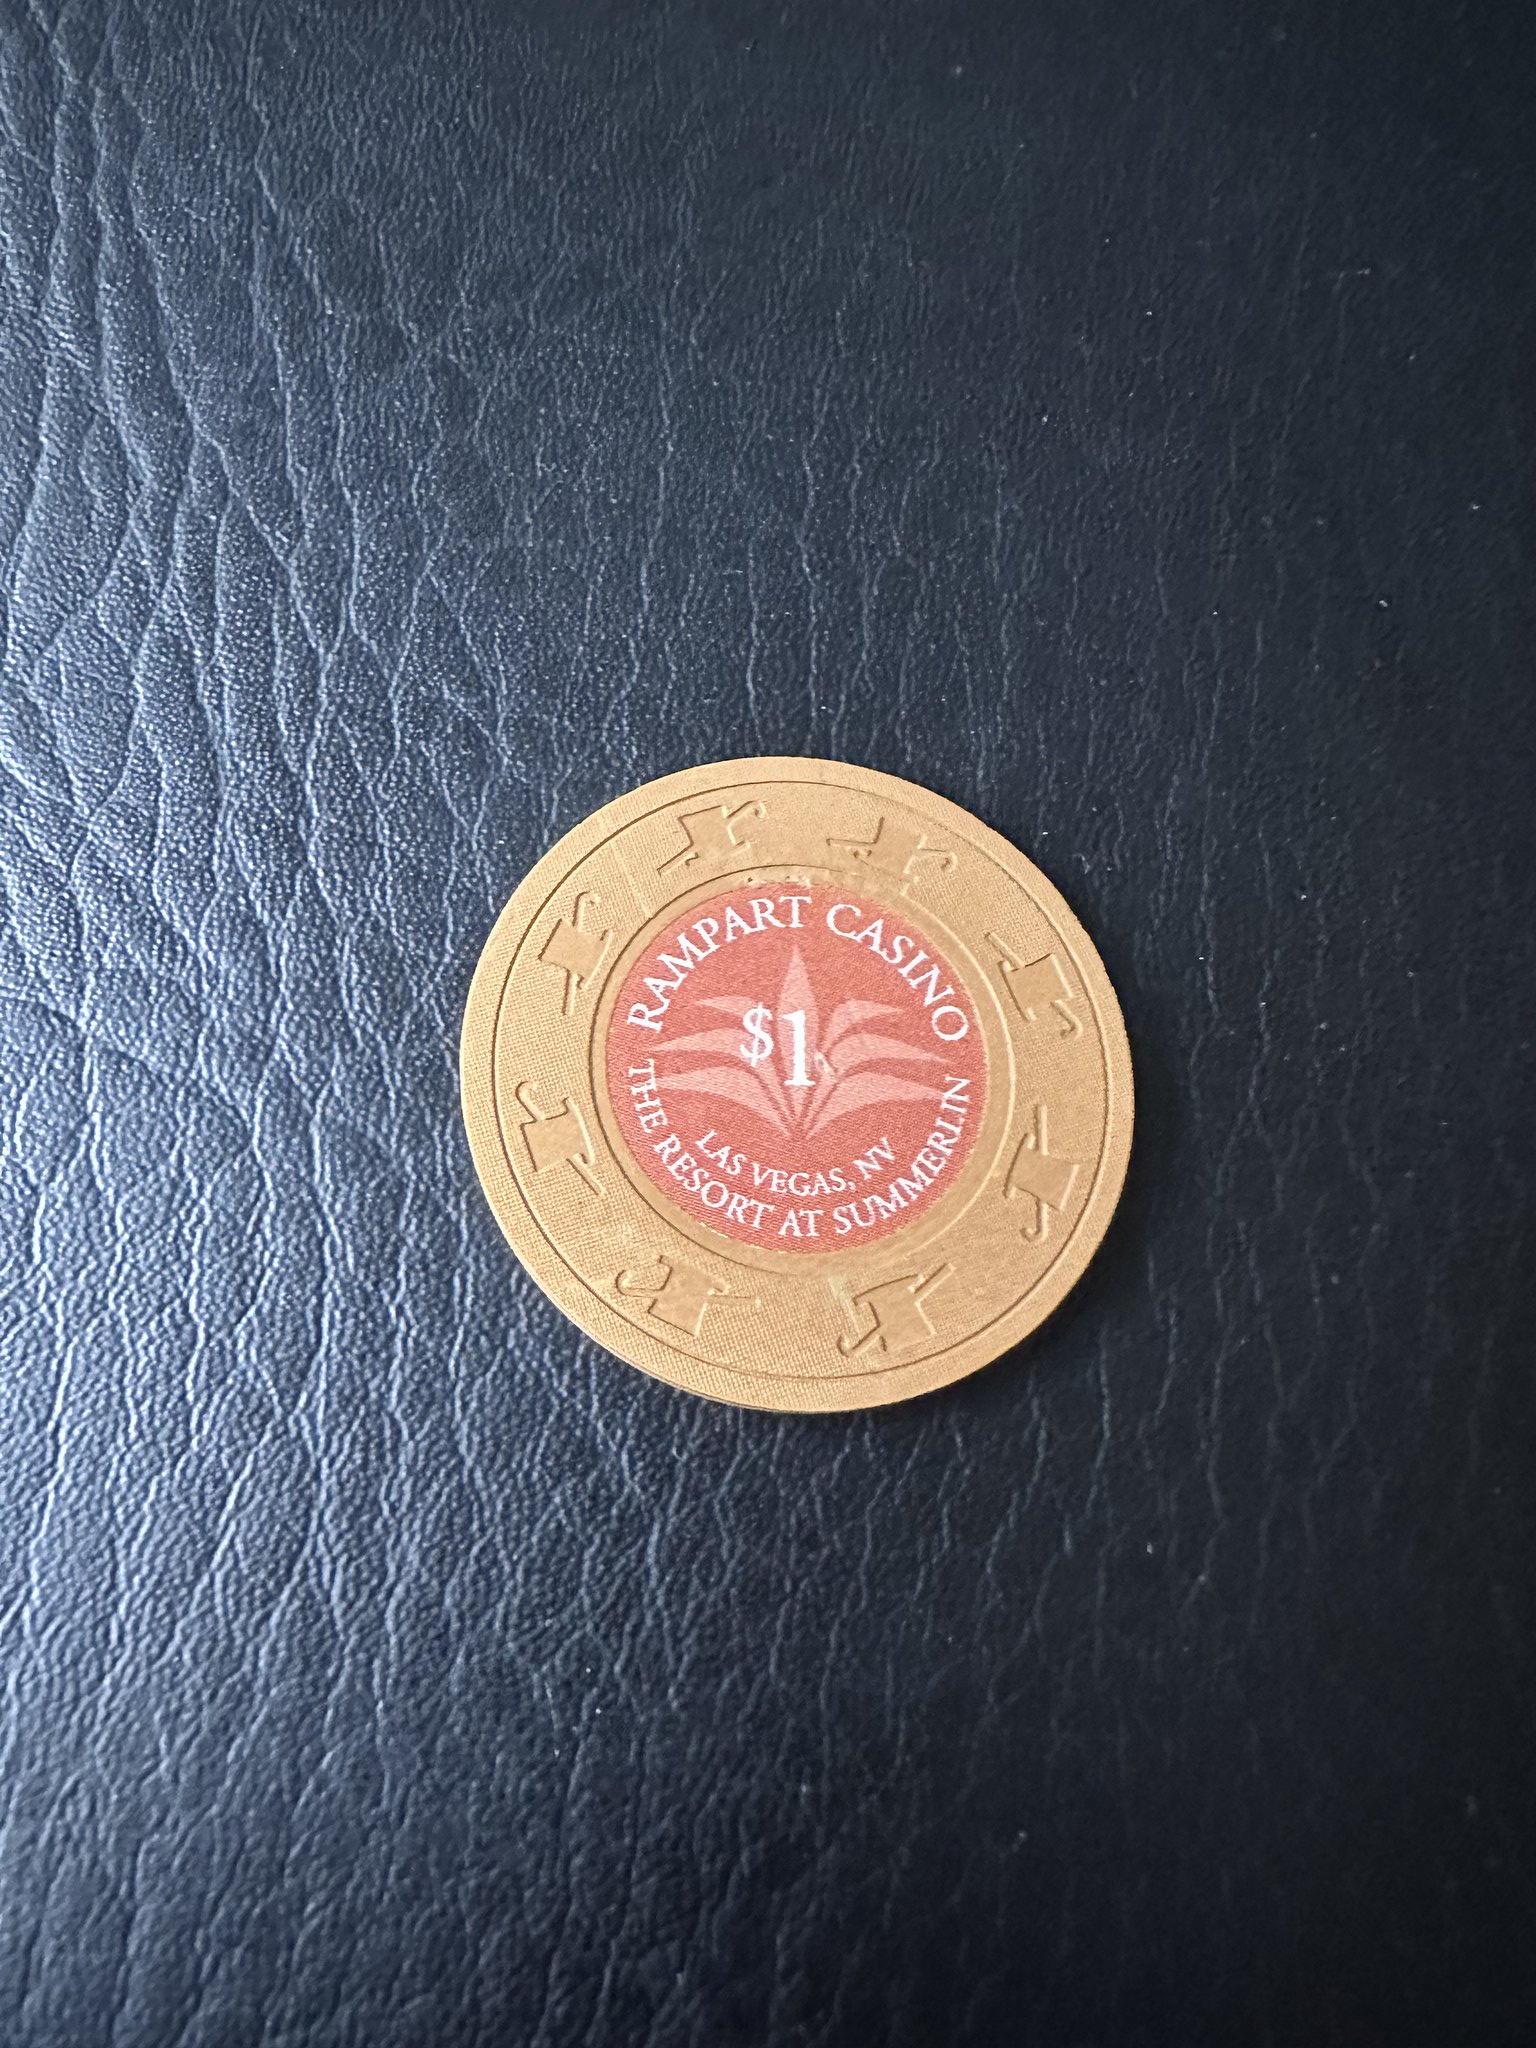 RAMPART CASINO
$1
LAS VEGAS, NV
THE RESORT AT SUMMERLIN